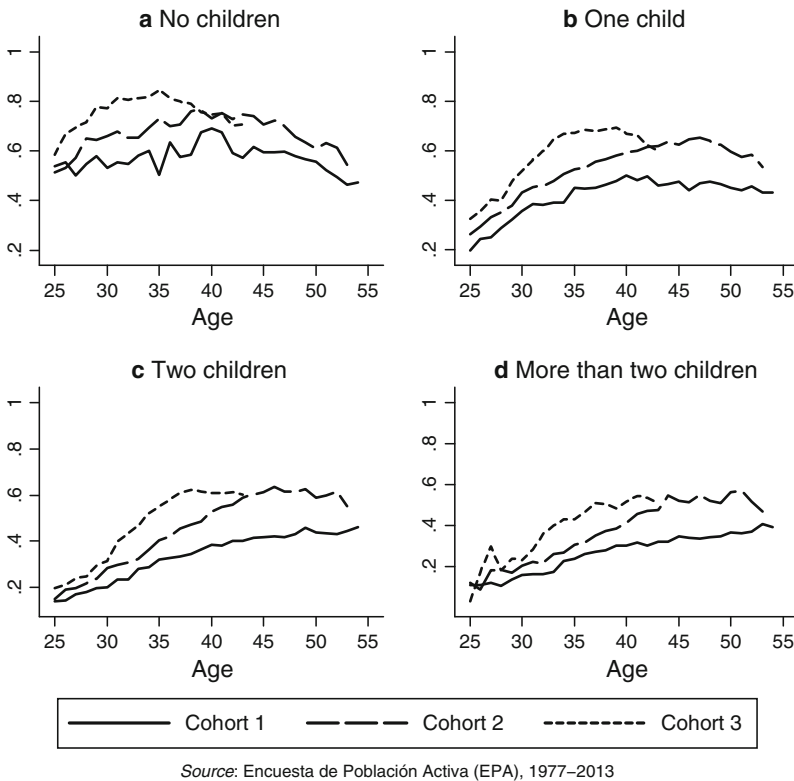 a No children
b One child
1
.8
.6
.4
.2
25 30 35 40 45 50 55
Age
1
.8
.6
.4
.2
25 30 35 40 45 50 55
Age
c Two children
d More than two children
1
.8
.6
.4
.2
25 30 35 40 45 50 55
Age
1
.8
.6
.4
.2
25 30 35 40 45 50 55
Age
Cohort 1 Cohort 2 Cohort 3
Source: Encuesta de Población Activa (EPA), 1977–2013